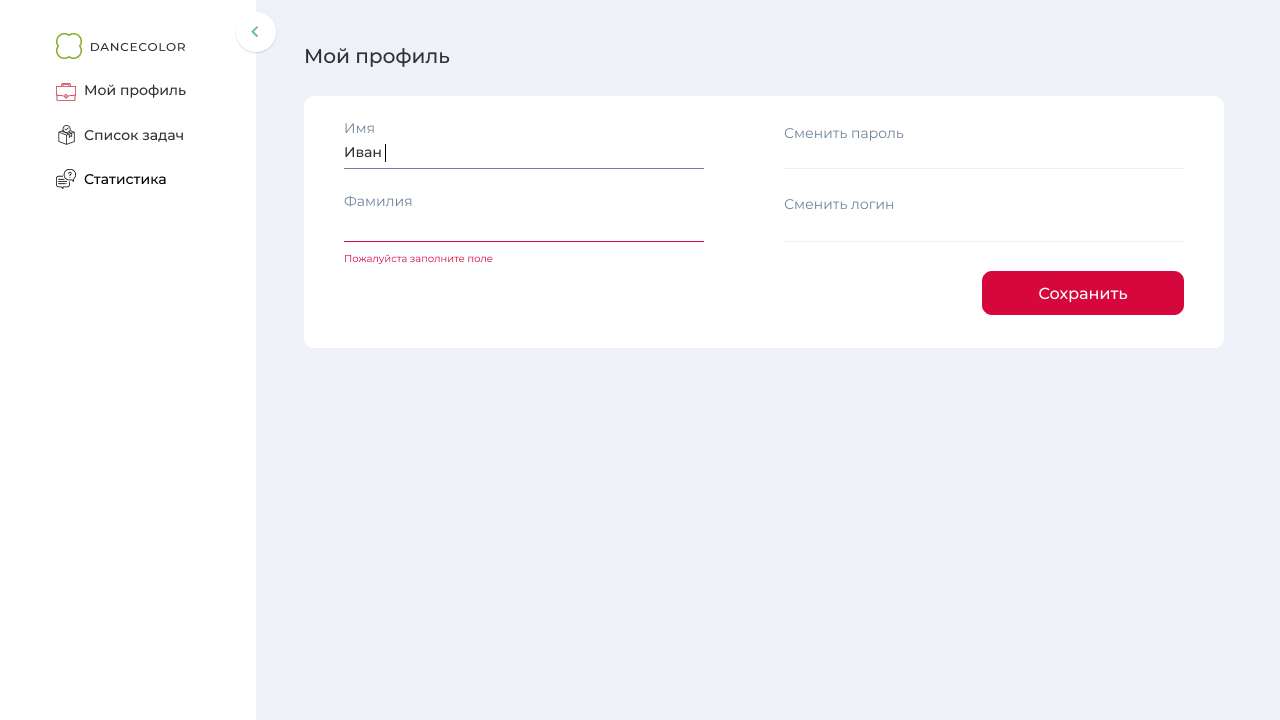 DANCECOLOR
Мой профиль
Список задач
Статистика
Мой профиль
Имя
Иван
Фамилия
Пожалуйста заполните поле
Сменить пароль
Сменить логин
Сохранить